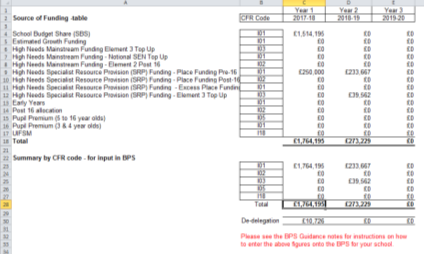 A B C D E
Year 1 Year 2 Year 3
Source of Funding -table CFR Code 2017-18 2018-19 2019-20
School Budget Share (SBS) I01 £1,514,195 £0 £0
Estimated Growth Funding I01 £0 £0 £0
High Needs Mainstream Funding Element 3 Top Up I03 £0 £0 £0
High Needs Mainstream Funding - Notional SEN Top Up I01 £0 £0 £0
High Needs Mainstream Funding - Element 2 Post 16 I02 £0 £0 £0
High Needs Specialist Resource Provision (SRP) Funding - Place Funding Pre-16 I01 £250,000 £233,667 £0
High Needs Specialist Resource Provision (SRP) Funding - Place Funding Post-16 I02 £0 £0 £0
High Needs Specialist Resource Provision (SRP) Funding - Excess Place Funding I01 £0 £0 £0
High Needs Specialist Resource Provision (SRP) Funding - Element 3 Top Up I03 £0 £39,562 £0
Early Years I01 £0 £0 £0
Post 16 allocation I02 £0 £0 £0
Pupil Premium (5 to 16 year olds) I05 £0 £0 £0
Pupil Premium (3 & 4 year olds) I01 £0 £0 £0
UIFSM I18 £0 £0 £0
Total £1,764,195 £273,229 £0
Summary by CFR code - for Input in BPS
I01 £1,764,195 £233,667 £0
I02 £0 £0 £0
I03 £0 £39,562 £0
I05 £0 £0 £0
I18 £0 £0 £0
Total £1,764,195 £273,229 £0
De-delegation £10,726 £0 £0
Please see the BPS Guidance notes for instructions on how
to enter the above figures onto the BPS for your school.